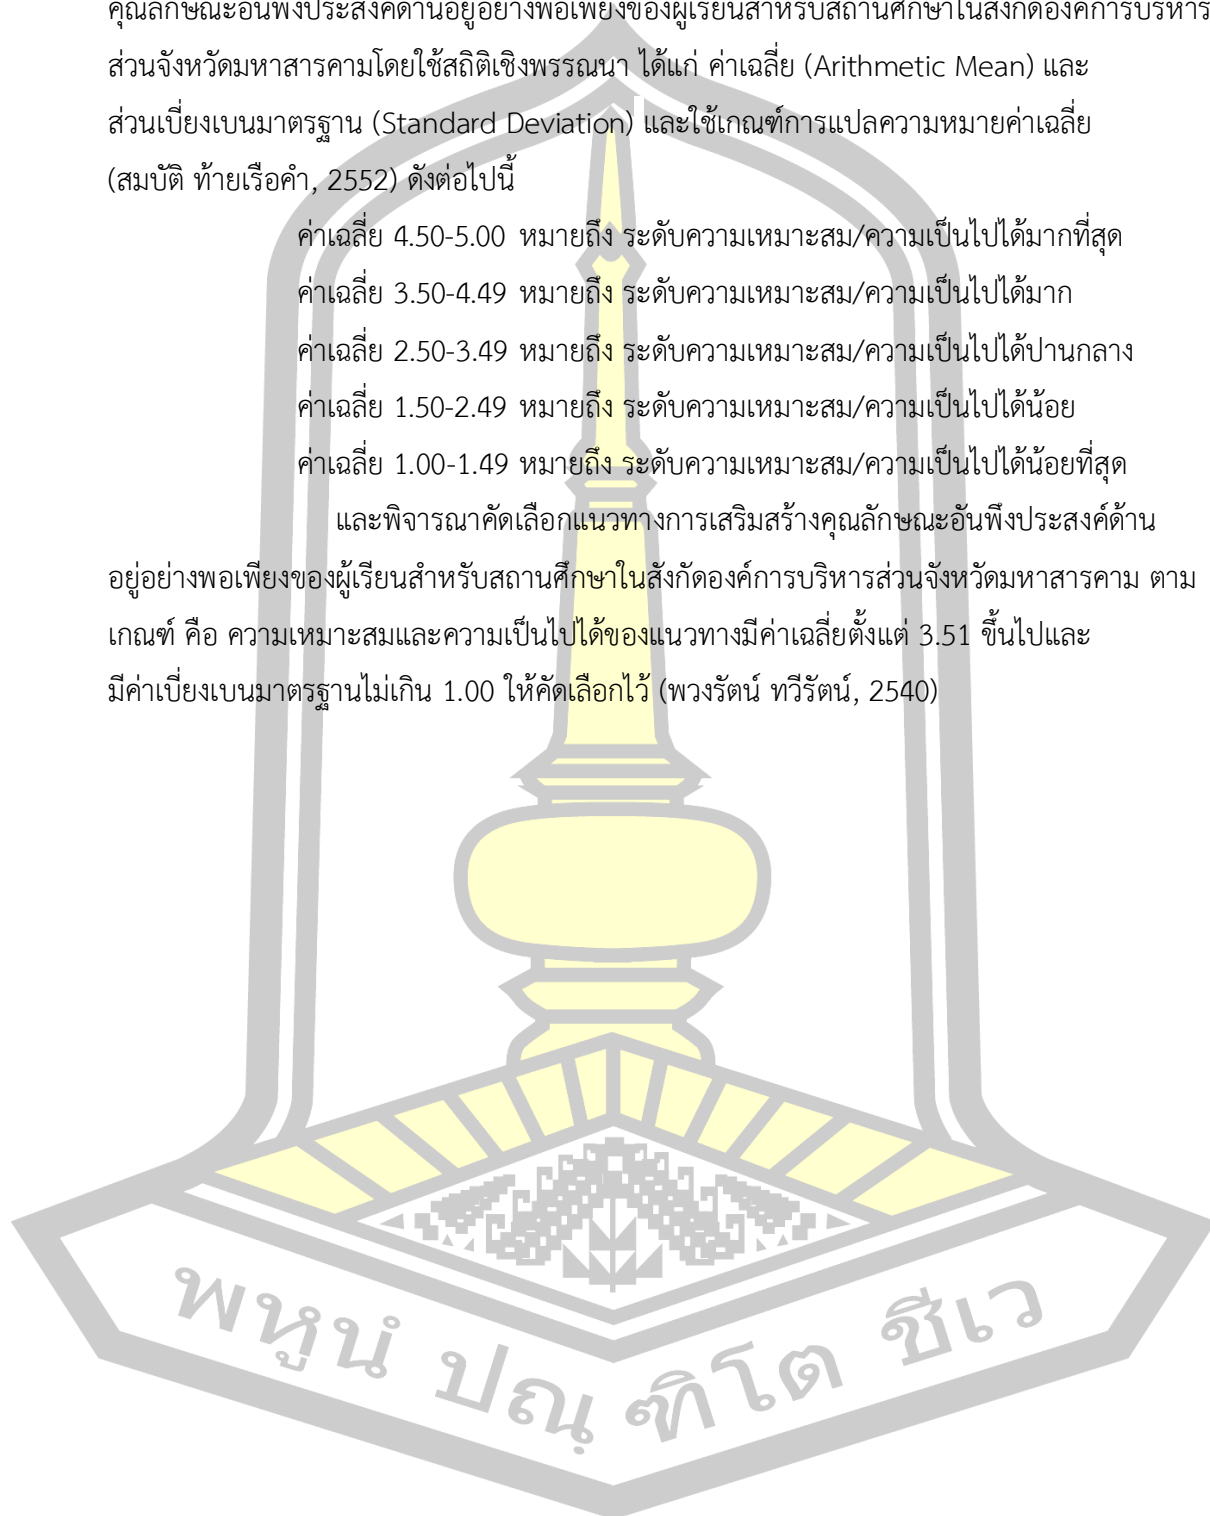 คุณลักษณะอันพึงประสงค์ด้านอยู่อย่างพอเพียงของผู้เรียนสำหรับสถานศึกษาในสังกัดองค์การบริหาร
ส่วนจังหวัดมหาสารคามโดยใช้สถิติเชิงพรรณนา ได้แก่ ค่าเฉลี่ย (Arithmetic Mean) และ
ส่วนเบี่ยงเบนมาตรฐาน (Standard Deviation) และใช้เกณฑ์การแปลความหมายค่าเฉลี่ย
(สมบัติ ท้ายเรือคำ, 2552) ดังต่อไปนี้
ค่าเฉลี่ย 4.50-5.00 หมายถึง ระดับความเหมาะสม/ความเป็นไปได้มากที่สุด
ค่าเฉลี่ย 3.50-4.49 หมายถึง ระดับความเหมาะสม/ความเป็นไปได้มาก
ค่าเฉลี่ย 2.50-3.49 หมายถึง ระดับความเหมาะสม/ความเป็นไปได้ปานกลาง
ค่าเฉลี่ย 1.50-2.49 หมายถึง ระดับความเหมาะสม/ความเป็นไปได้น้อย
ค่าเฉลี่ย 1.00-1.49 หมายถึง ระดับความเหมาะสม/ความเป็นไปได้น้อยที่สุด
และพิจารณาคัดเลือกแนวทางการเสริมสร้างคุณลักษณะอันพึงประสงค์ด้าน
อยู่อย่างพอเพียงของผู้เรียนสำหรับสถานศึกษาในสังกัดองค์การบริหารส่วนจังหวัดมหาสารคาม ตาม
เกณฑ์ คือ ความเหมาะสมและความเป็นไปได้ของแนวทางมีค่าเฉลี่ยตั้งแต่ 3.51 ขึ้นไปและ
มีค่าเบี่ยงเบนมาตรฐานไม่เกิน 1.00 ให้คัดเลือกไว้ (พวงรัตน์ ทวีรัตน์, 2540)
พหูนํ ปณฺ ฑิโต ชีเว